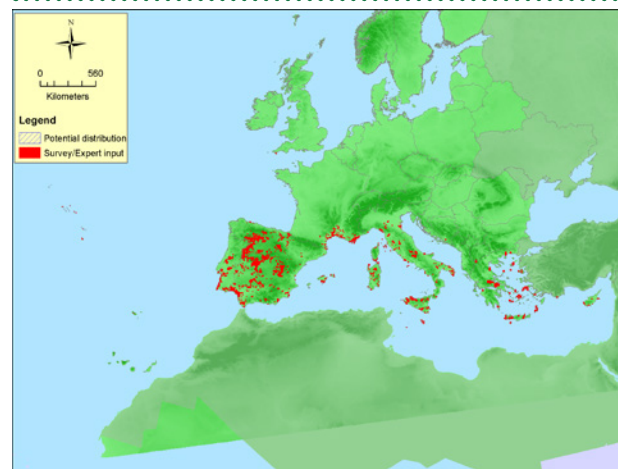 N
0 560
Kilometers
Legend
Potential distribution
Survey/Expert input